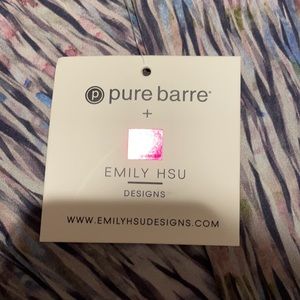 p pure barre®
+
EMILY HSU
DESIGNS
WWW.EMILYHSUDESIGNS.COM